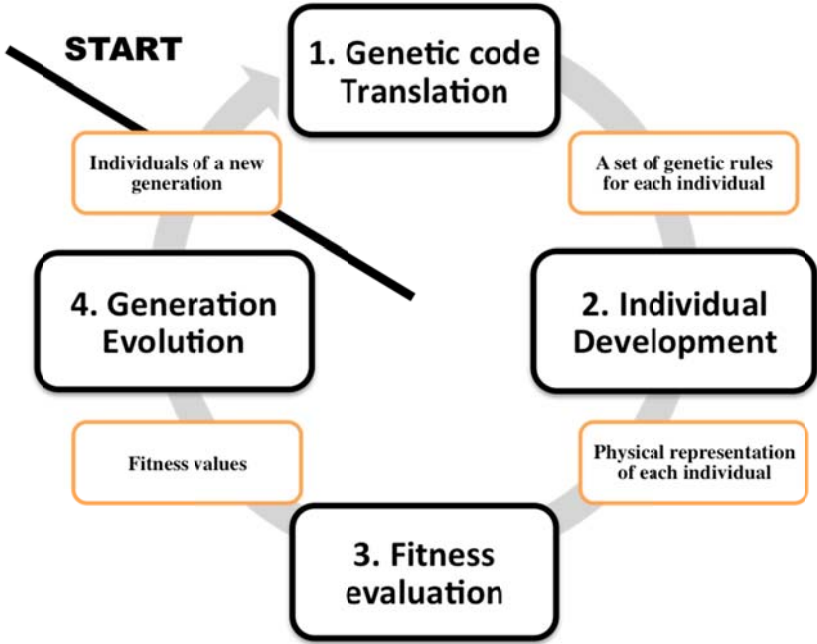 START
1. Genetic code
Translation
Individuals of a new
generation
A set of genetic rules
for each individual
4. Generation
Evolution
2. Individual
Development
Fitness values
Physical representation
of each individual
3. Fitness
evaluation